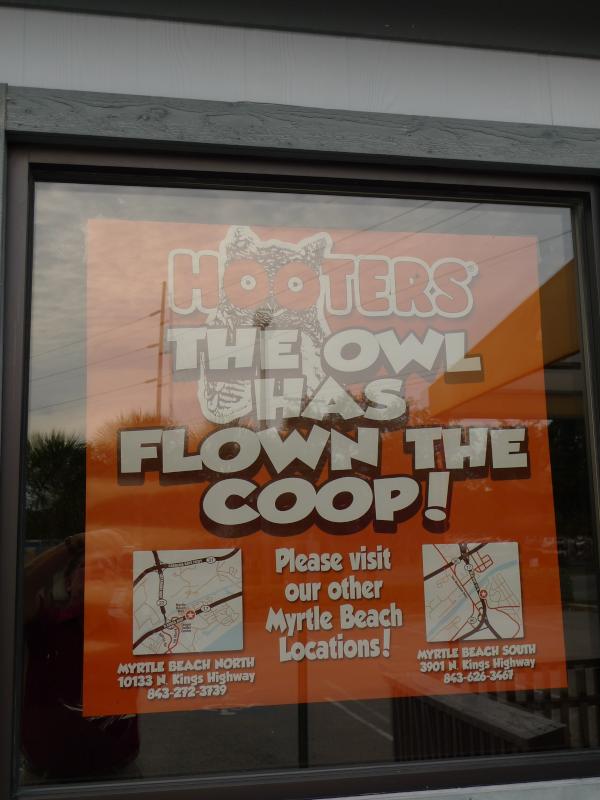 HOOTERS®
THE OWL
HAS
FLOWN THE
COOP!
Please visit
our other
Myrtle Beach
Locations!
MYRTLE BEACH NORTH
10133 N. Kings Highway
843-272-3739
MYRTLE BEACH SOUTH
3901 N. Kings Highway
843-626-3467